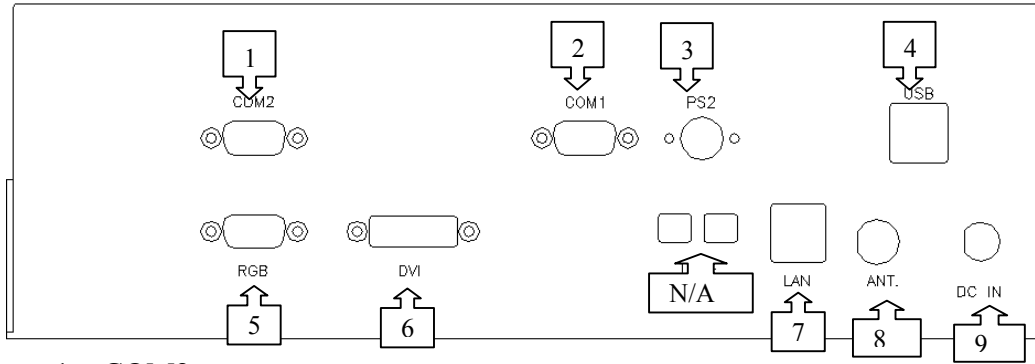 1 2 3 4
COM2 COM1 PS2 USB
RGB DVI N/A LAN ANT. DC IN
5 6 7 8 9